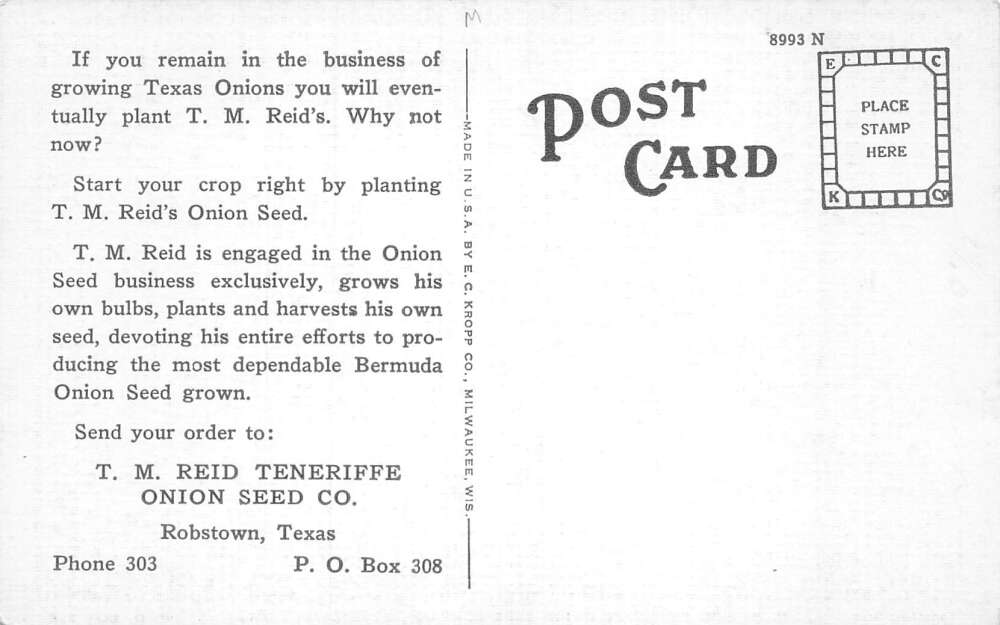 M
If you remain in the business of
growing Texas Onions you will even-
tually plant T. M. Reid's. Why not
now?
Start your crop right by planting
T. M. Reid's Onion Seed.
T. M. Reid is engaged in the Onion
Seed business exclusively, grows his
own bulbs, plants and harvests his own
seed, devoting his entire efforts to pro-
ducing the most dependable Bermuda
Onion Seed grown.
Send your order to:
T. M. REID TENERIFFE
ONION SEED CO.
Robstown, Texas
Phone 303 P. O. Box 308
MADE IN U.S.A. BY E. C. KROPP CO., MILWAUKEE, WIS.
POST
CARD
8993 N
E C
PLACE
STAMP
HERE
K Co